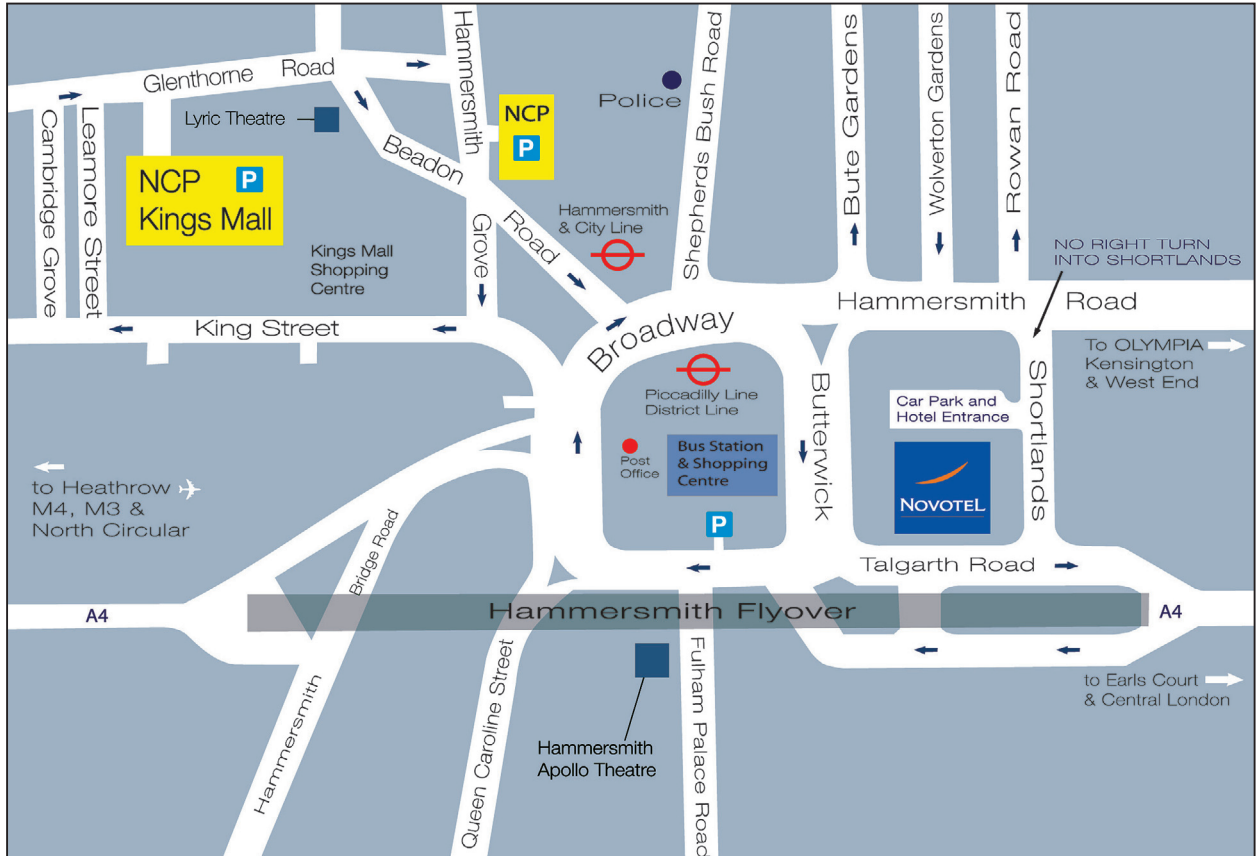 Glenthorne Road
Hammersmith
Grove
Lyric Theatre
Cambridge Grove
Leamore Street
NCP P
Kings Mall
Beadon
Road
NCP
P
Police
Shepherds Bush Road
Bute Gardens
Wolverton Gardens
Rowan Road
Hammersmith
& City Line
Kings Mall
Shopping
Centre
NO RIGHT TURN
INTO SHORTLANDS
Hammersmith Road
King Street
Broadway
To OLYMPIA
Kensington
& West End
Piccadilly Line
District Line
Butterwick
Shortlands
Car Park and
Hotel Entrance
Post
Office
Bus Station
& Shopping
Centre
NOVOTEL
to Heathrow
M4, M3 &
North Circular
P
Bridge Road
Hammersmith
Talgarth Road
A4
Hammersmith Flyover
A4
Queen Caroline Street
Fulham Palace Road
to Earls Court
& Central London
Hammersmith
Apollo Theatre